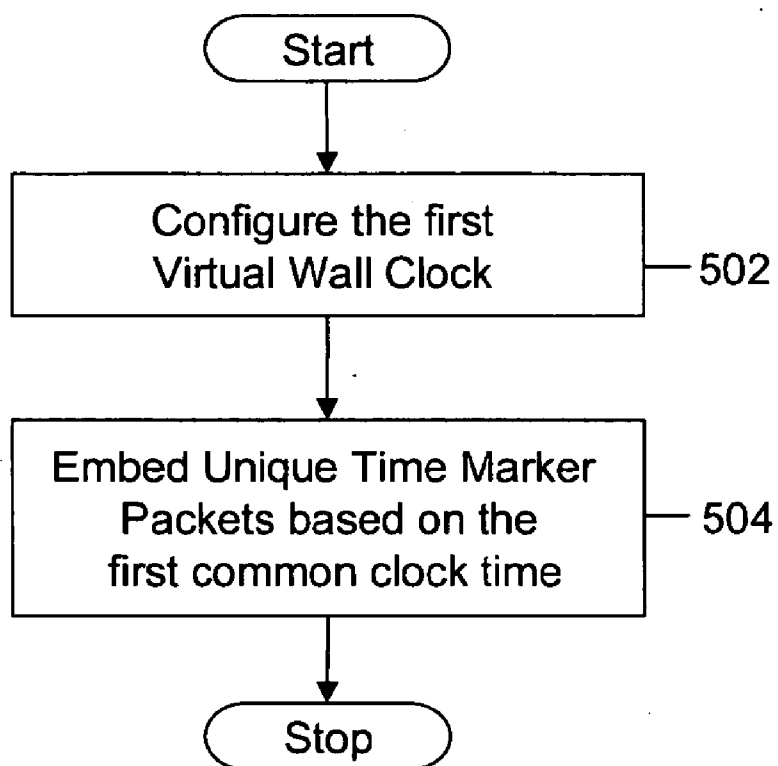 Start
Configure the first
Virtual Wall Clock
502
Embed Unique Time Marker
Packets based on the
first common clock time
504
Stop